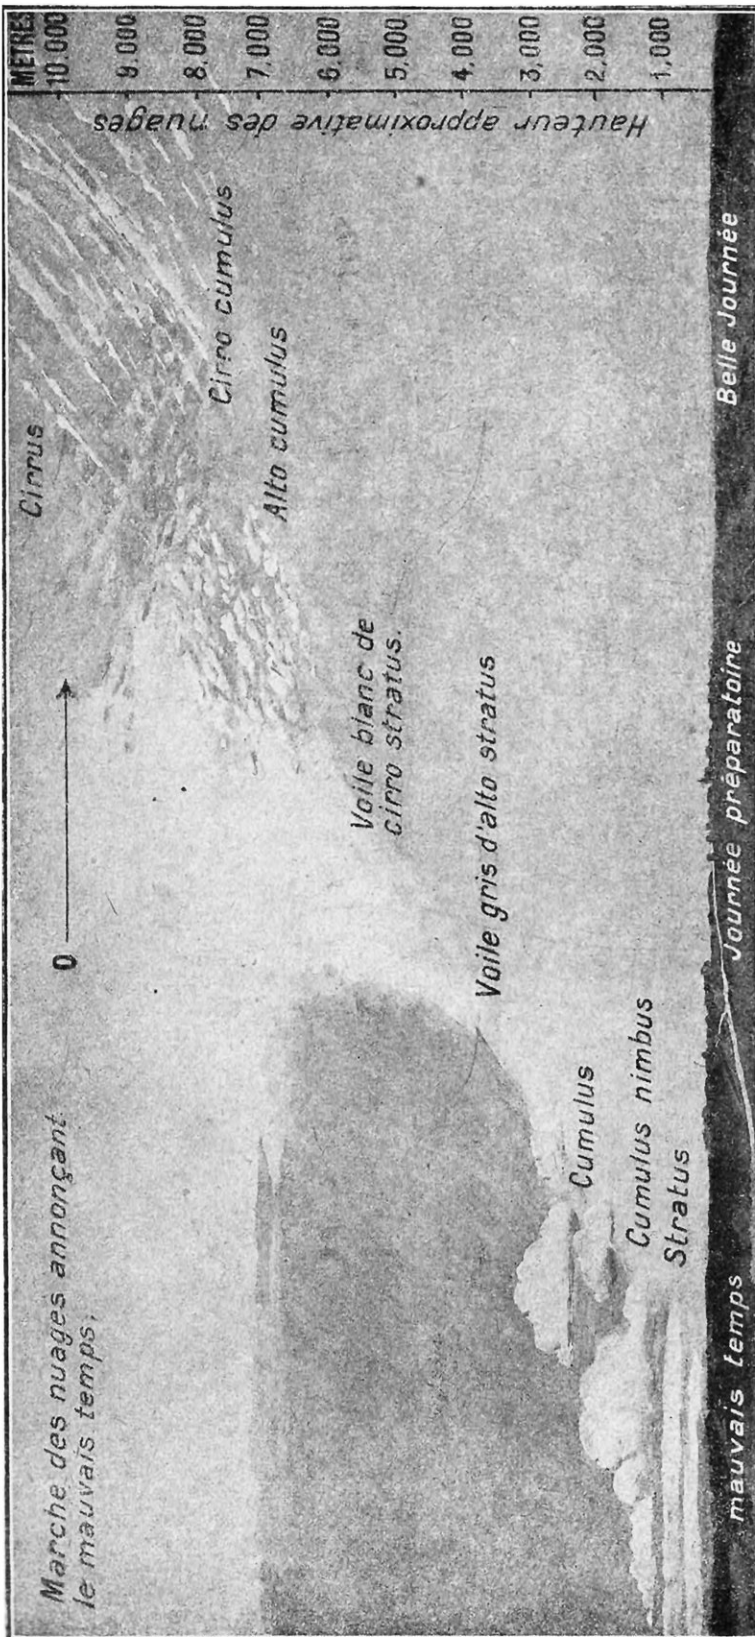 Marche des nuages annonçant
le mauvais temps;
O
Cirrus
Cirro cumulus
Alto cumulus
Voile blanc de
cirro stratus.
Voile gris d'alto stratus
Cumulus
Cumulus nimbus
Stratus
mauvais temps
Journée préparatoire
Belle Journée
MÈTRES
10.000
9.000
8.000
7.000
6.000
5.000
4.000
3.000
2.000
1.000
Hauteur approximative des nuages